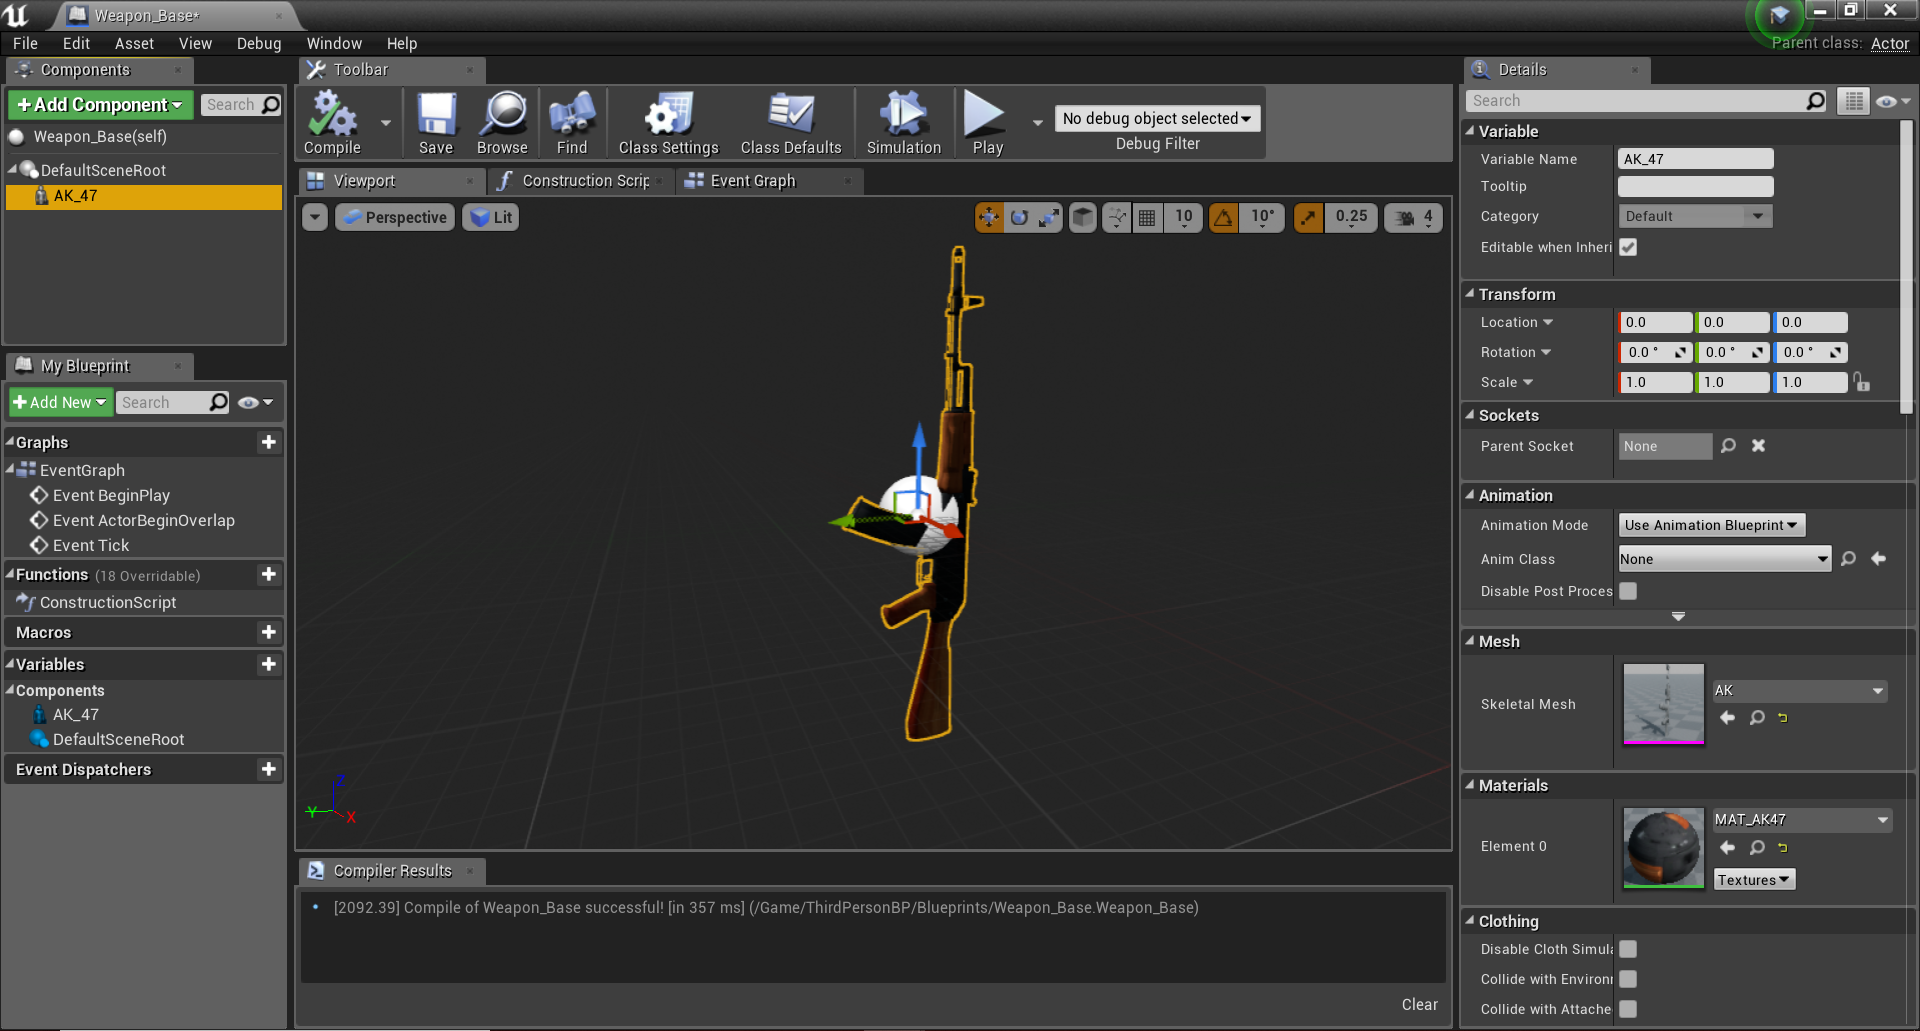 Weapon_Base*
File Edit Asset View Debug Window Help
Parent class: Actor
Components
+Add Component
Search
Weapon_Base(self)
DefaultSceneRoot
AK_47
My Blueprint
+Add New
Search
Graphs
EventGraph
Event BeginPlay
Event ActorBeginOverlap
Event Tick
Functions (18 Overridable)
ConstructionScript
Macros
Variables
Components
AK_47
DefaultSceneRoot
Event Dispatchers
Toolbar
Compile
Save
Browse
Find
Class Settings
Class Defaults
Simulation
Play
No debug object selected
Debug Filter
Viewport
Construction Scrip
Event Graph
Perspective
Lit
10
10°
0.25
4
Z
Y
X
Compiler Results
[2092.39] Compile of Weapon_Base successful! [in 357 ms] (/Game/ThirdPersonBP/Blueprints/Weapon_Base.Weapon_Base)
Clear
Details
Search
Variable
Variable Name AK_47
Tooltip
Category Default
Editable when Inheri
Transform
Location 0.0 0.0 0.0
Rotation 0.0 ° 0.0 ° 0.0 °
Scale 1.0 1.0 1.0
Sockets
Parent Socket None
Animation
Animation Mode Use Animation Blueprint
Anim Class None
Disable Post Proces
Mesh
Skeletal Mesh AK
Materials
Element 0 MAT_AK47
Textures
Clothing
Disable Cloth Simula
Collide with Environr
Collide with Attache